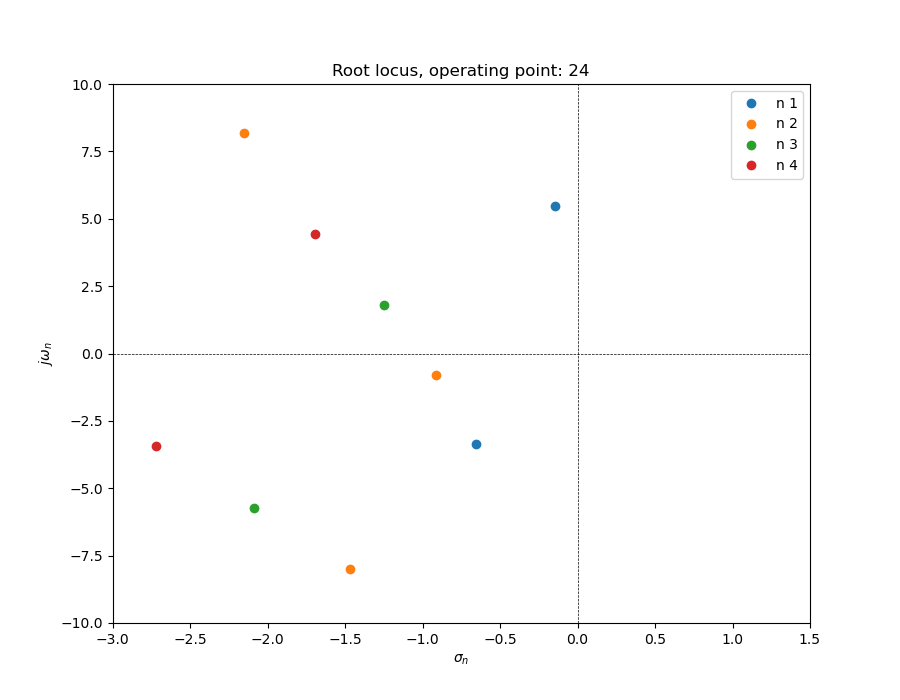 Root locus, operating point: 24
n 1
n 2
n 3
n 4
10.0
7.5
5.0
2.5
0.0
−2.5
−5.0
−7.5
−10.0
jωₙ
−3.0 −2.5 −2.0 −1.5 −1.0 −0.5 0.0 0.5 1.0 1.5
σₙ